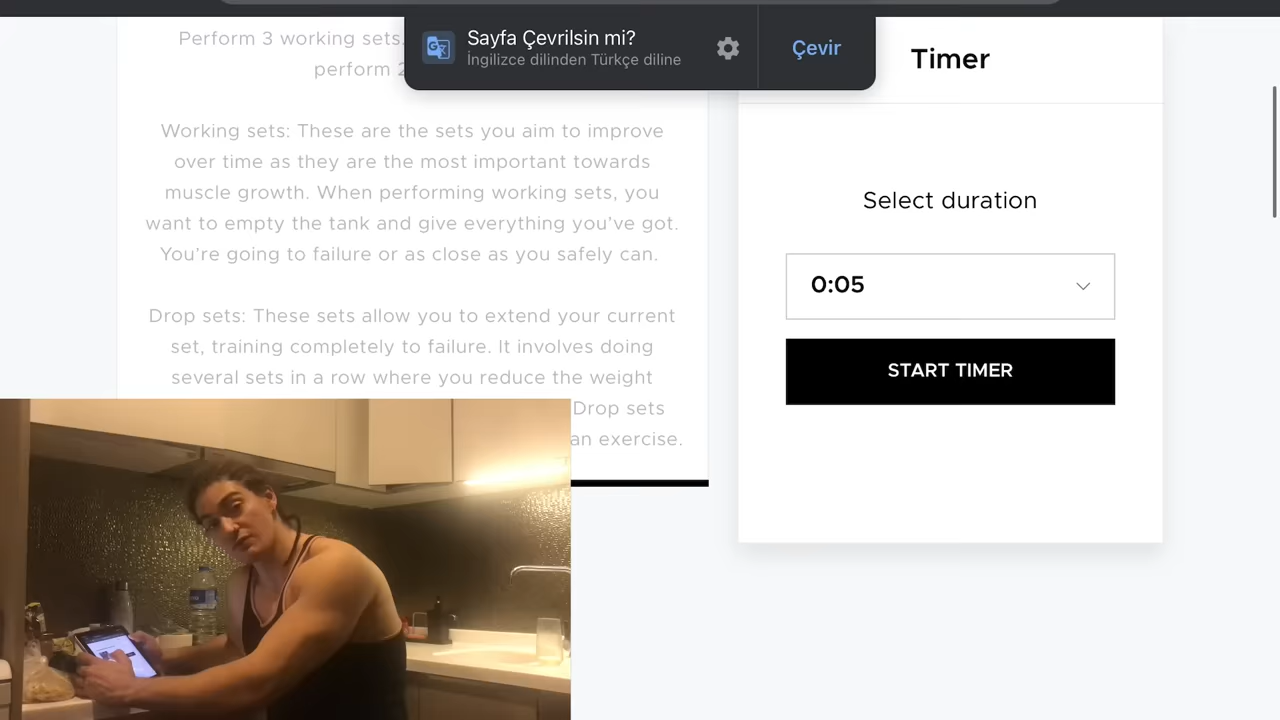 Perform 3 working sets.
perform 2
Sayfa Çevrilsin mi?
İngilizce dilinden Türkçe diline
Çevir
Working sets: These are the sets you aim to improve
over time as they are the most important towards
muscle growth. When performing working sets, you
want to empty the tank and give everything you’ve got.
You’re going to failure or as close as you safely can.
Drop sets: These sets allow you to extend your current
set, training completely to failure. It involves doing
several sets in a row where you reduce the weight
Drop sets
an exercise.
Timer
Select duration
0:05
START TIMER